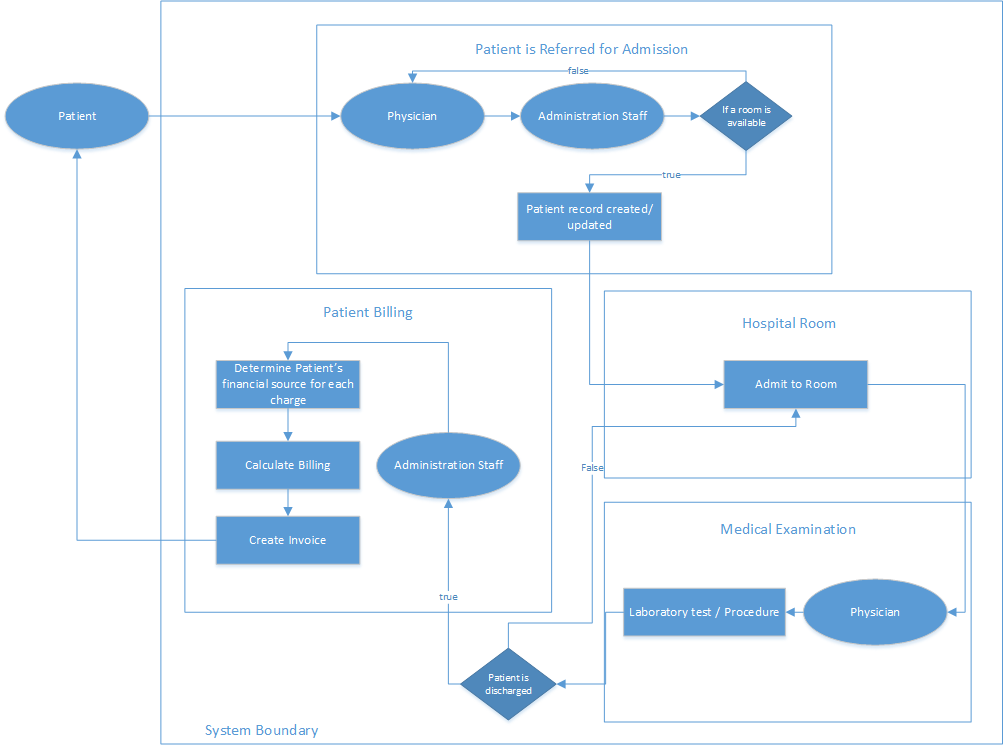 Patient is Referred for Admission
false
Patient
Physician
Administration Staff
If a room is
available
true
Patient record created/
updated
Patient Billing
Hospital Room
Determine Patient's
financial source for each
charge
Admit to Room
Calculate Billing
Administration Staff
False
Create Invoice
Medical Examination
true
Laboratory test / Procedure
Physician
Patient is
discharged
System Boundary